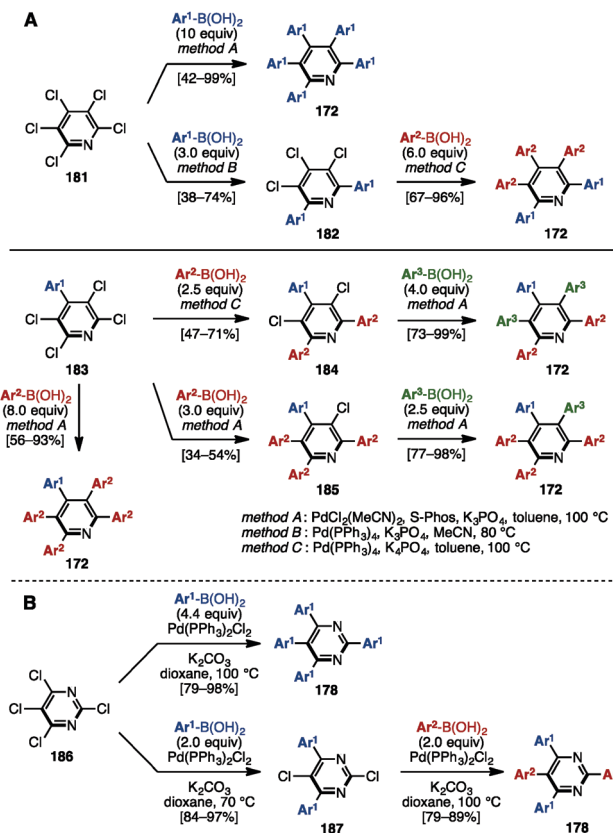 A
Ar1-B(OH)2
(10 equiv)
method A
[42–99%]
Ar1
Ar1
Ar1
Ar1
Ar1
N
172
Cl
Cl
Cl
Cl
Cl
N
181
Ar1-B(OH)2
(3.0 equiv)
method B
[38–74%]
Cl
Cl
Cl
N
Ar1
Ar1
182
Ar2-B(OH)2
(6.0 equiv)
method C
[67–96%]
Ar2
Ar2
Ar2
N
Ar1
Ar1
172
Ar1
Cl
Cl
Cl
Cl
N
183
Ar2-B(OH)2
(2.5 equiv)
method C
[47–71%]
Ar1
Cl
Cl
N
Ar2
Ar2
184
Ar3-B(OH)2
(4.0 equiv)
method A
[73–99%]
Ar1
Ar3
Ar3
N
Ar2
Ar2
172
Ar2-B(OH)2
(8.0 equiv)
method A
[56–93%]
Ar2-B(OH)2
(3.0 equiv)
method A
[34–54%]
Ar1
Cl
Ar2
Ar2
N
Ar2
185
Ar3-B(OH)2
(2.5 equiv)
method A
[77–98%]
Ar1
Ar3
Ar2
Ar2
N
Ar2
172
Ar1
Ar2
Ar2
Ar2
N
Ar2
172
method A : PdCl2(MeCN)2, S-Phos, K3PO4, toluene, 100 °C
method B : Pd(PPh3)4, K3PO4, MeCN, 80 °C
method C : Pd(PPh3)4, K4PO4, toluene, 100 °C
B
Ar1-B(OH)2
(4.4 equiv)
Pd(PPh3)2Cl2
K2CO3
dioxane, 100 °C
[79–98%]
Ar1
N
Ar1
Ar1
N
Ar1
178
Cl
N
Cl
Cl
N
Cl
186
Ar1-B(OH)2
(2.0 equiv)
Pd(PPh3)2Cl2
K2CO3
dioxane, 70 °C
[84–97%]
Ar1
N
Cl
Cl
N
Ar1
187
Ar2-B(OH)2
(2.0 equiv)
Pd(PPh3)2Cl2
K2CO3
dioxane, 100 °C
[79–89%]
Ar1
N
Ar2
N
Ar1
178